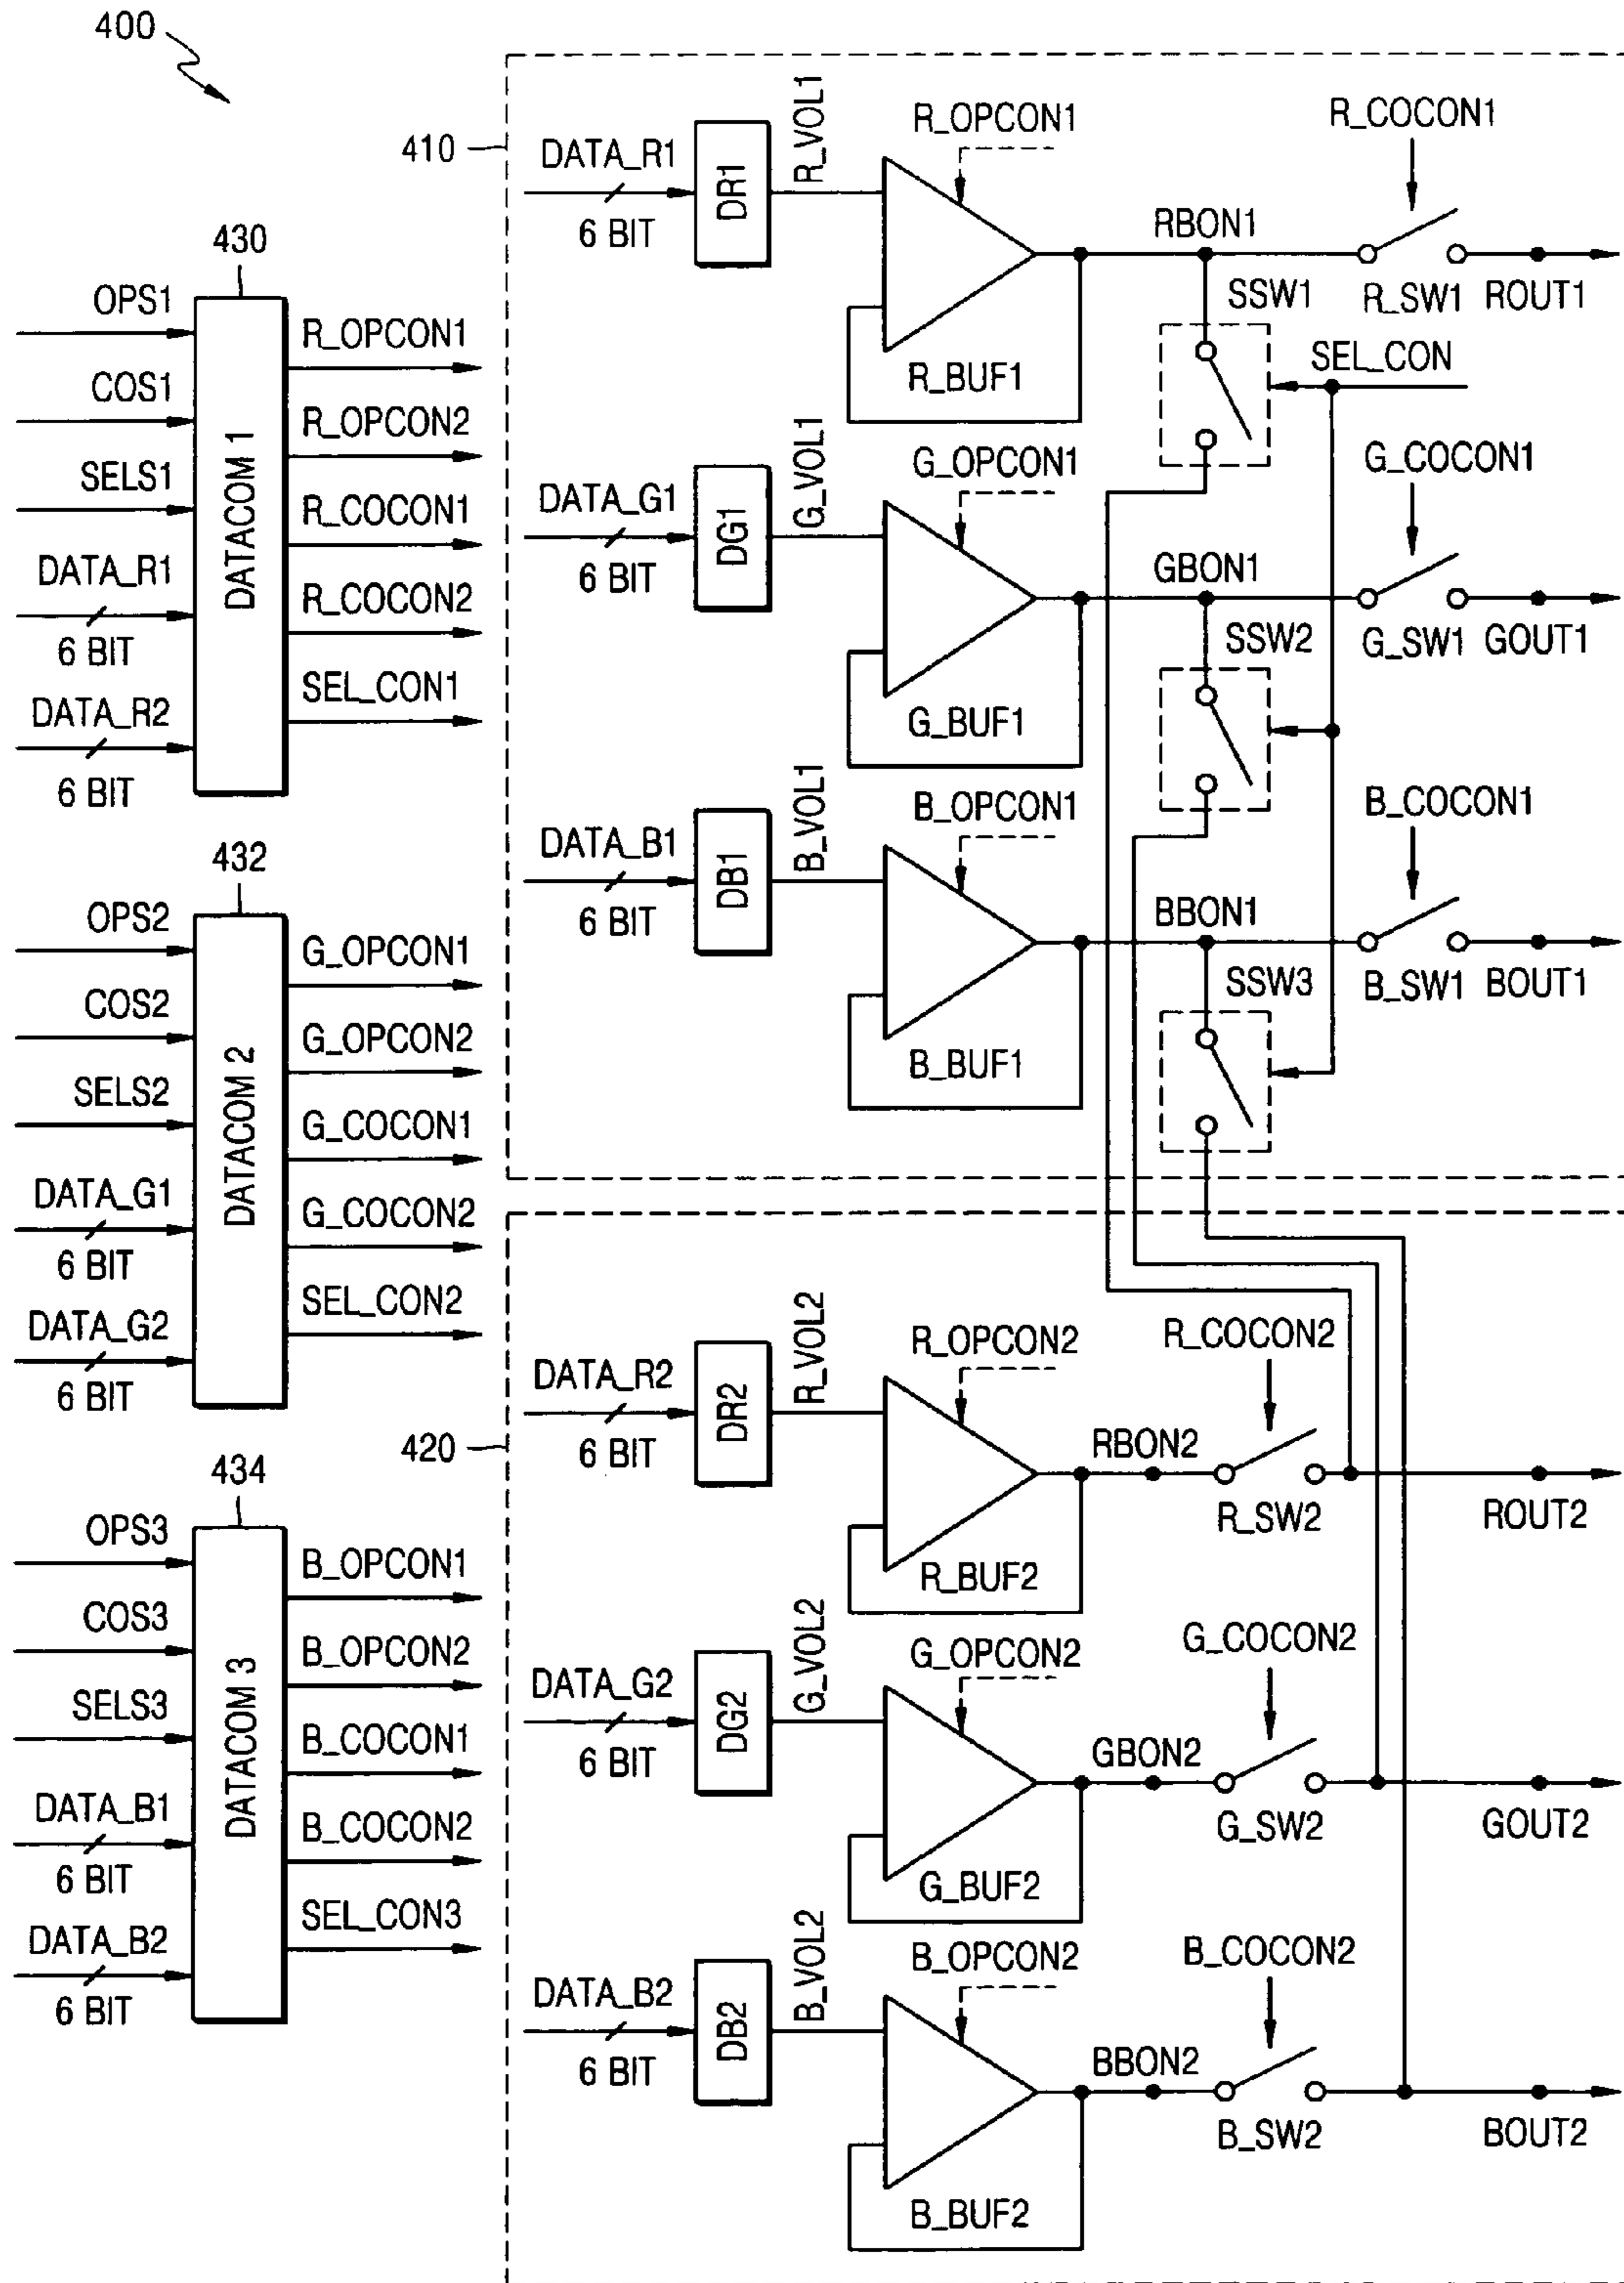 400
430
OPS1
COS1
SELS1
DATA_R1
6 BIT
DATA_R2
6 BIT
DATACOM 1
R_OPCON1
R_OPCON2
R_COCON1
R_COCON2
SEL_CON1
432
OPS2
COS2
SELS2
DATA_G1
6 BIT
DATA_G2
6 BIT
DATACOM 2
G_OPCON1
G_OPCON2
G_COCON1
G_COCON2
SEL_CON2
434
OPS3
COS3
SELS3
DATA_B1
6 BIT
DATA_B2
6 BIT
DATACOM 3
B_OPCON1
B_OPCON2
B_COCON1
B_COCON2
SEL_CON3
410
DATA_R1
6 BIT
DR1
R_VOL1
R_OPCON1
R_BUF1
RBON1
SSW1
R_COCON1
R_SW1
ROUT1
SEL_CON
DATA_G1
6 BIT
DG1
G_VOL1
G_OPCON1
G_BUF1
GBON1
SSW2
G_COCON1
G_SW1
GOUT1
DATA_B1
6 BIT
DB1
B_VOL1
B_OPCON1
B_BUF1
BBON1
SSW3
B_COCON1
B_SW1
BOUT1
420
DATA_R2
6 BIT
DR2
R_VOL2
R_OPCON2
R_BUF2
RBON2
R_COCON2
R_SW2
ROUT2
DATA_G2
6 BIT
DG2
G_VOL2
G_OPCON2
G_BUF2
GBON2
G_COCON2
G_SW2
GOUT2
DATA_B2
6 BIT
DB2
B_VOL2
B_OPCON2
B_BUF2
BBON2
B_COCON2
B_SW2
BOUT2